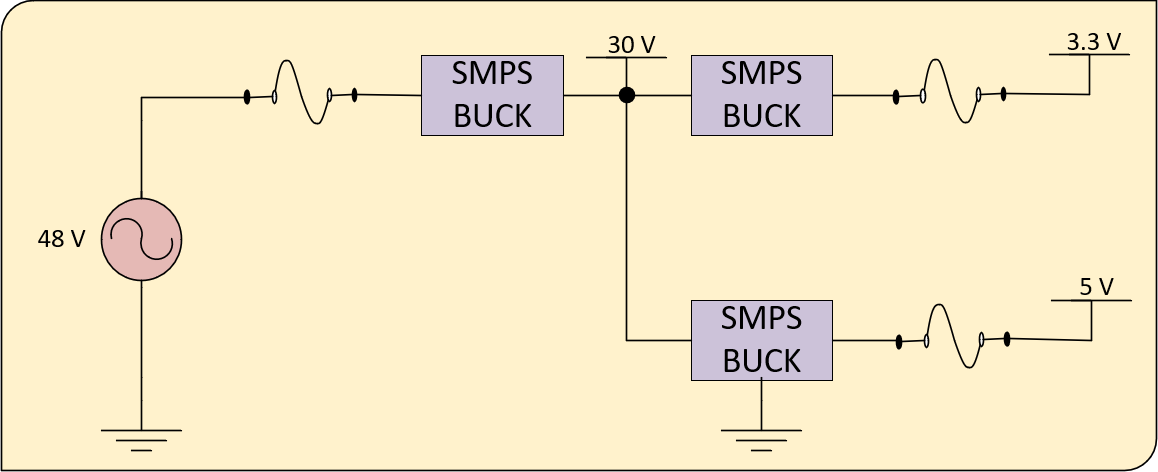 30 V
3.3 V
SMPS
BUCK
SMPS
BUCK
48 V
5 V
SMPS
BUCK